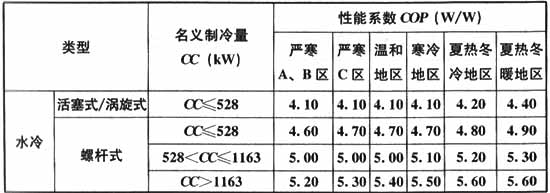 类型 名义制冷量 CC（kW） 性能系数 COP（W/W）
严寒 A、B区 严寒 C区 温和 地区 寒冷 地区 夏热冬 冷地区 夏热冬 暖地区
水冷 活塞式/涡旋式 CC≤528 4.10 4.10 4.10 4.10 4.20 4.40
螺杆式 CC≤528 4.60 4.70 4.70 4.70 4.80 4.90
528<CC≤1163 5.00 5.00 5.00 5.10 5.20 5.30
CC>1163 5.20 5.30 5.40 5.50 5.60 5.60